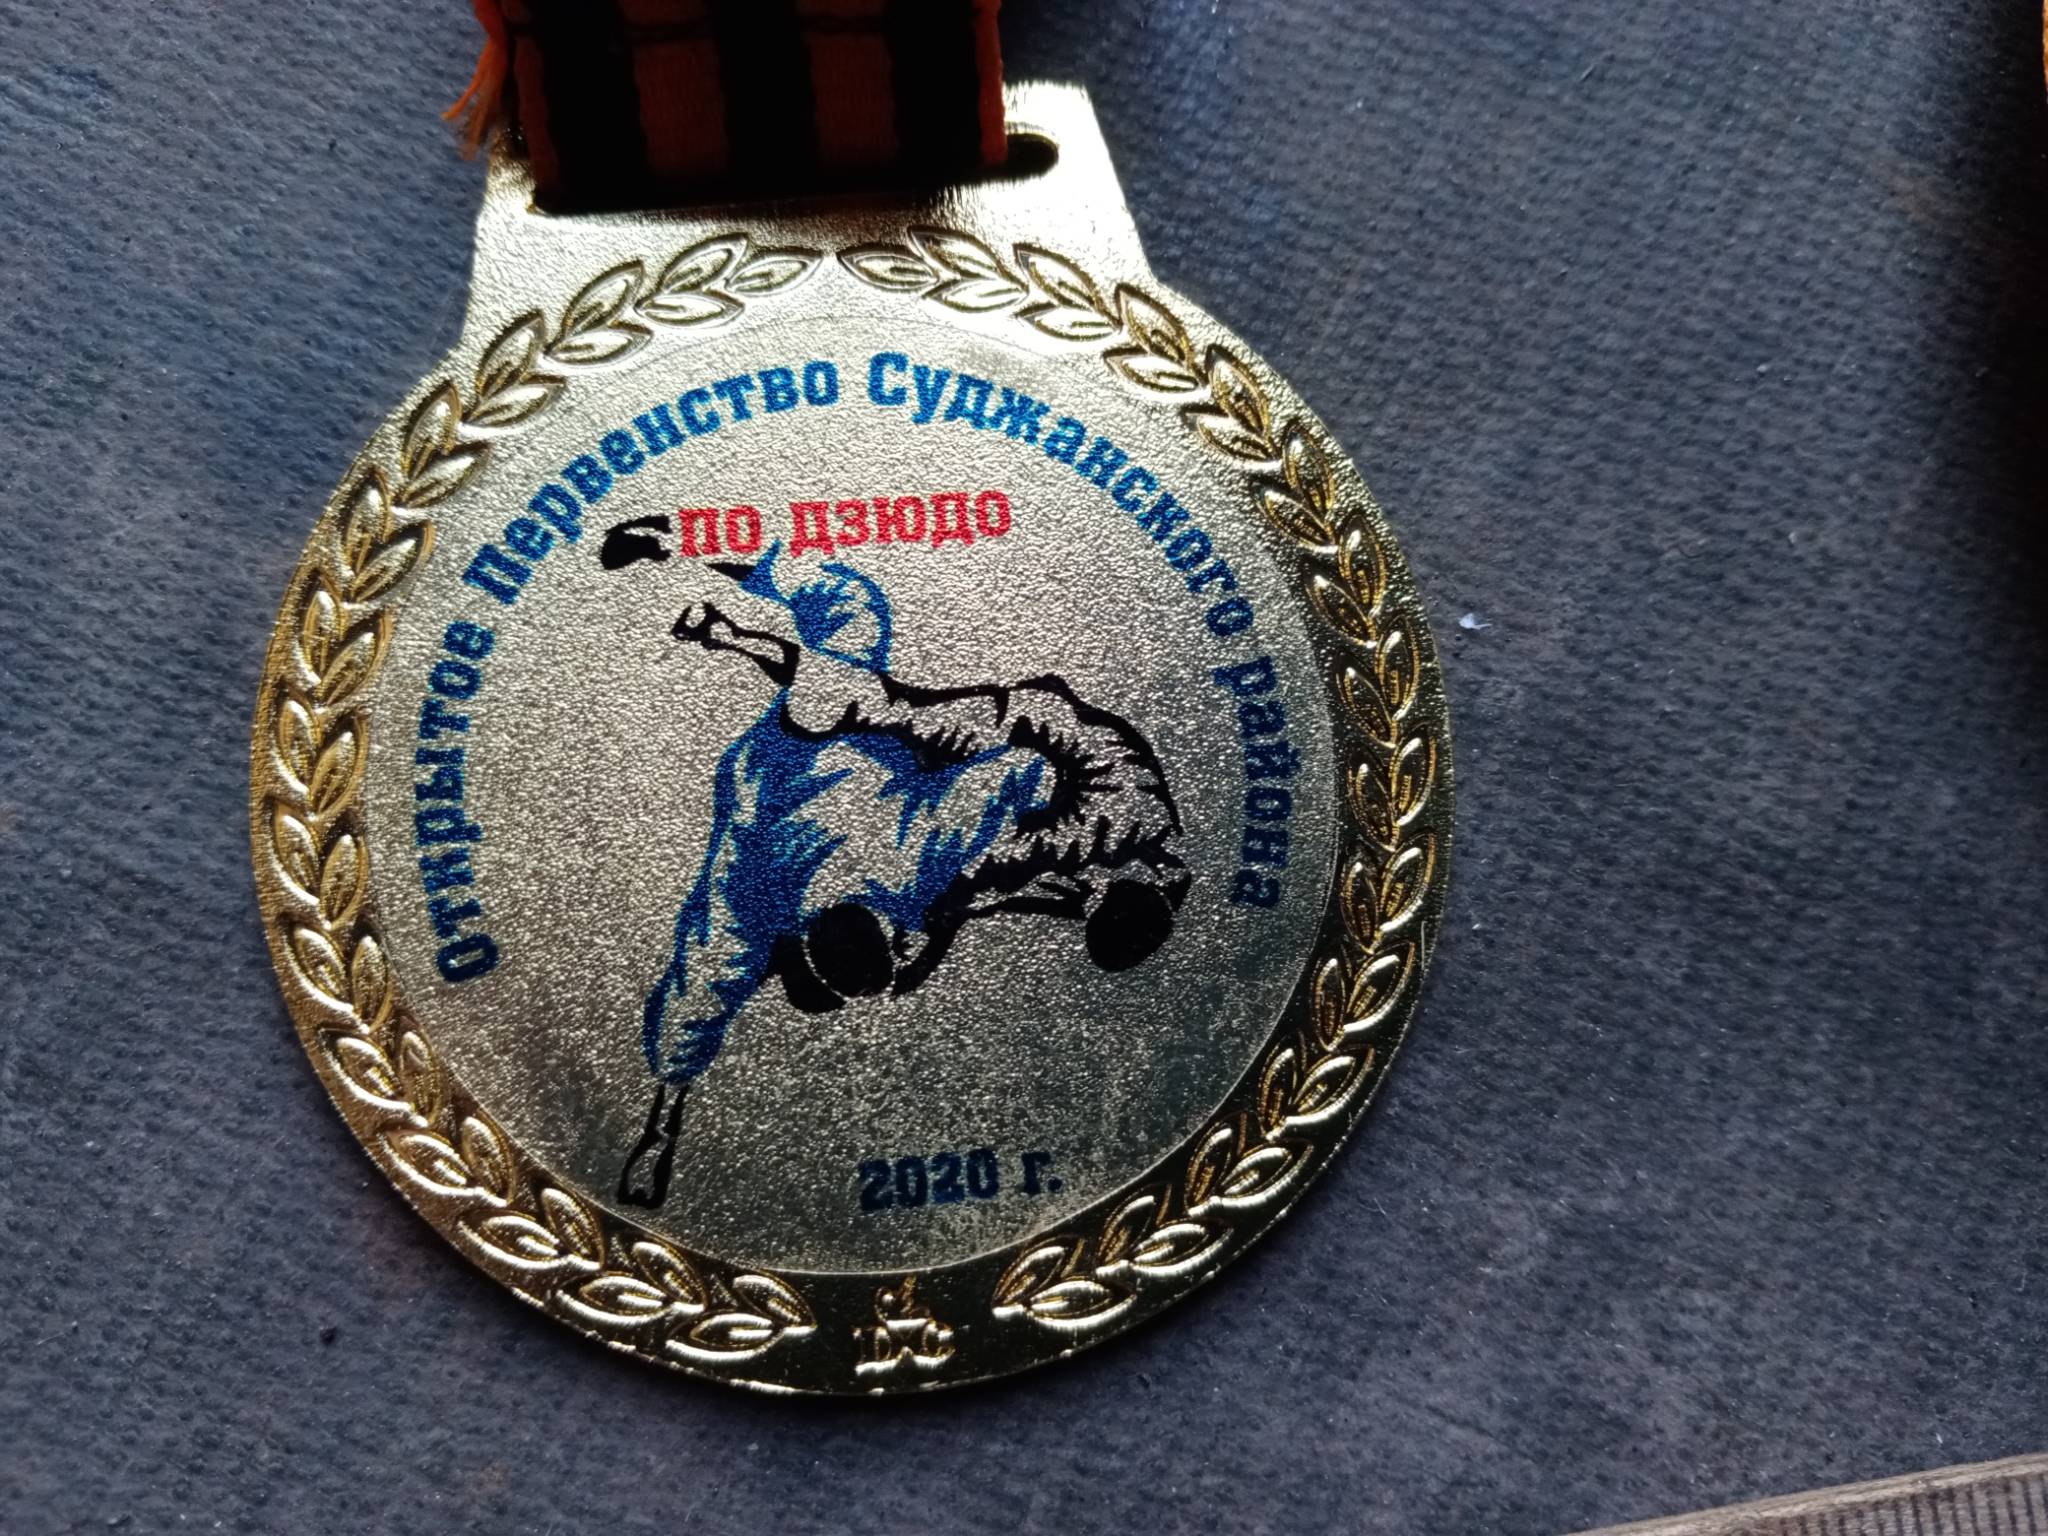 Открытое Первенство Суджанского района
по дзюдо
2020 г.